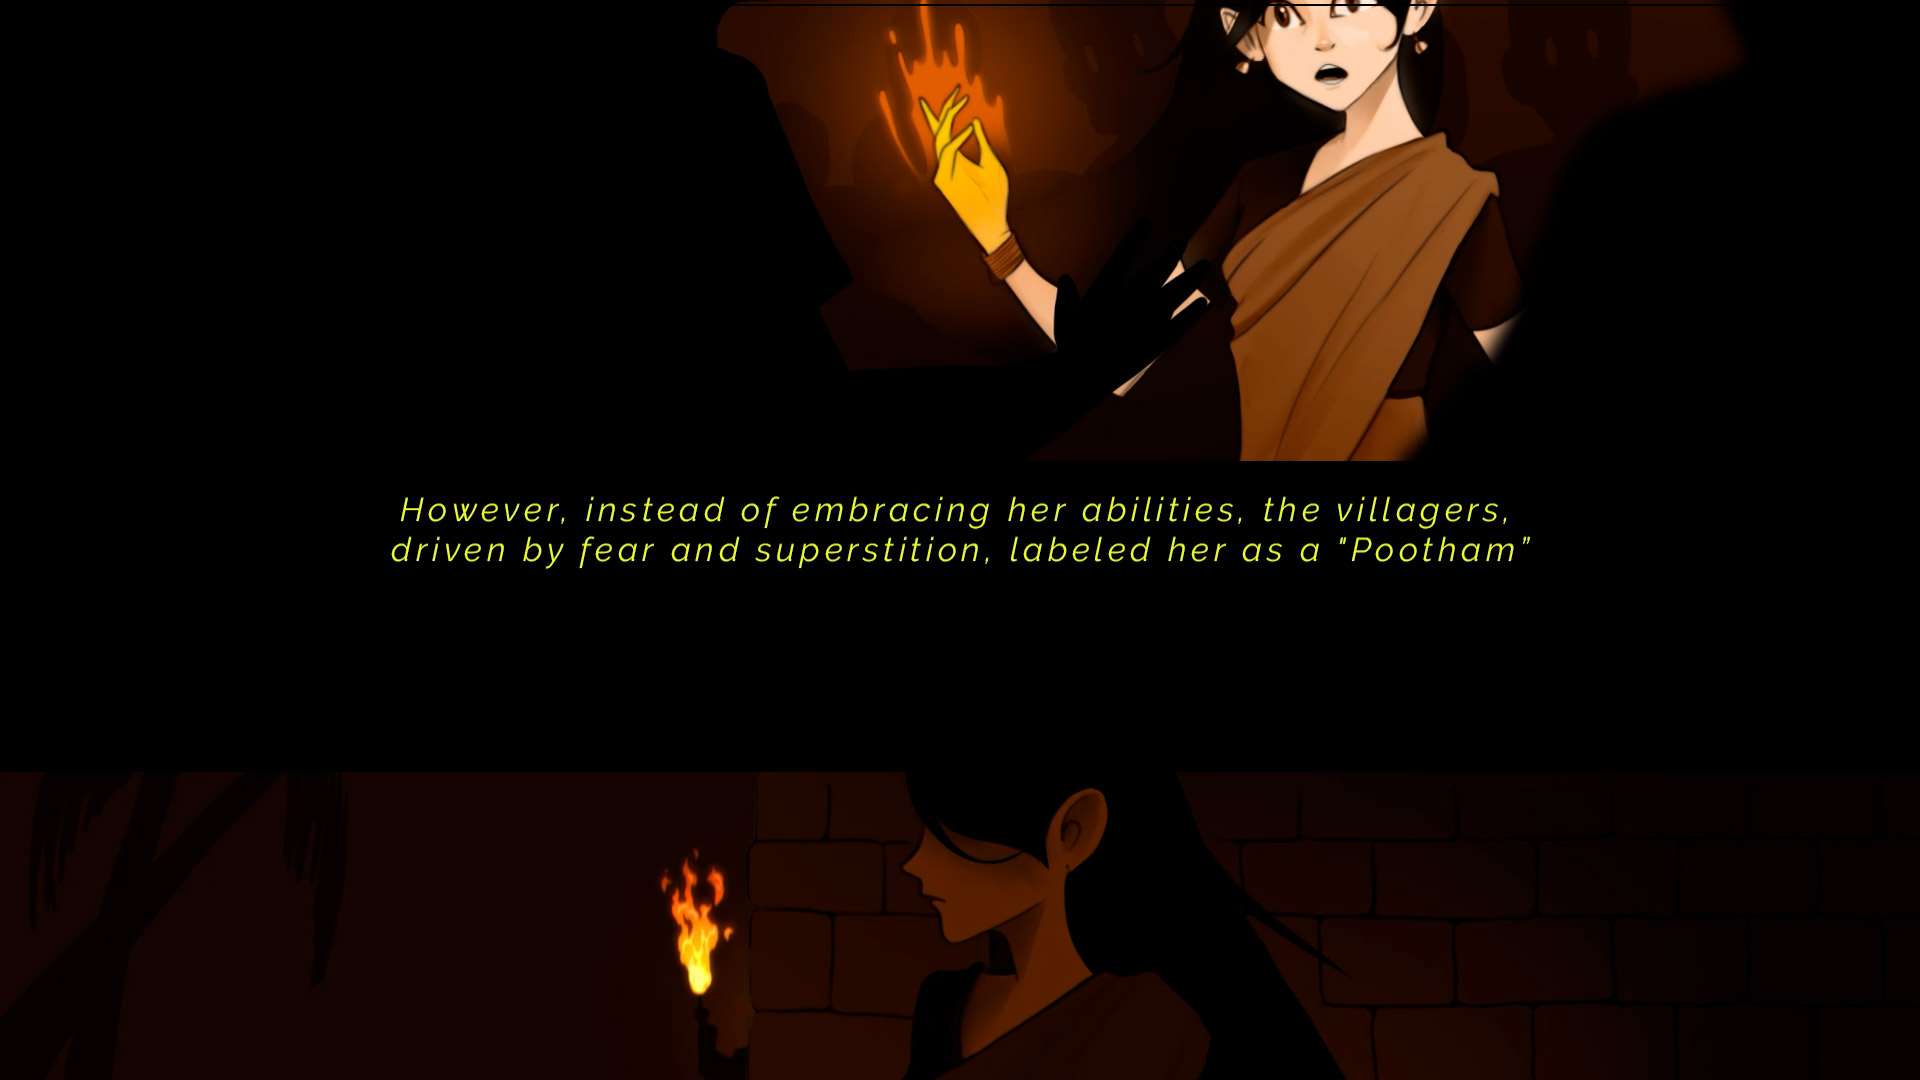 However, instead of embracing her abilities, the villagers,
driven by fear and superstition, labeled her as a "Pootham”